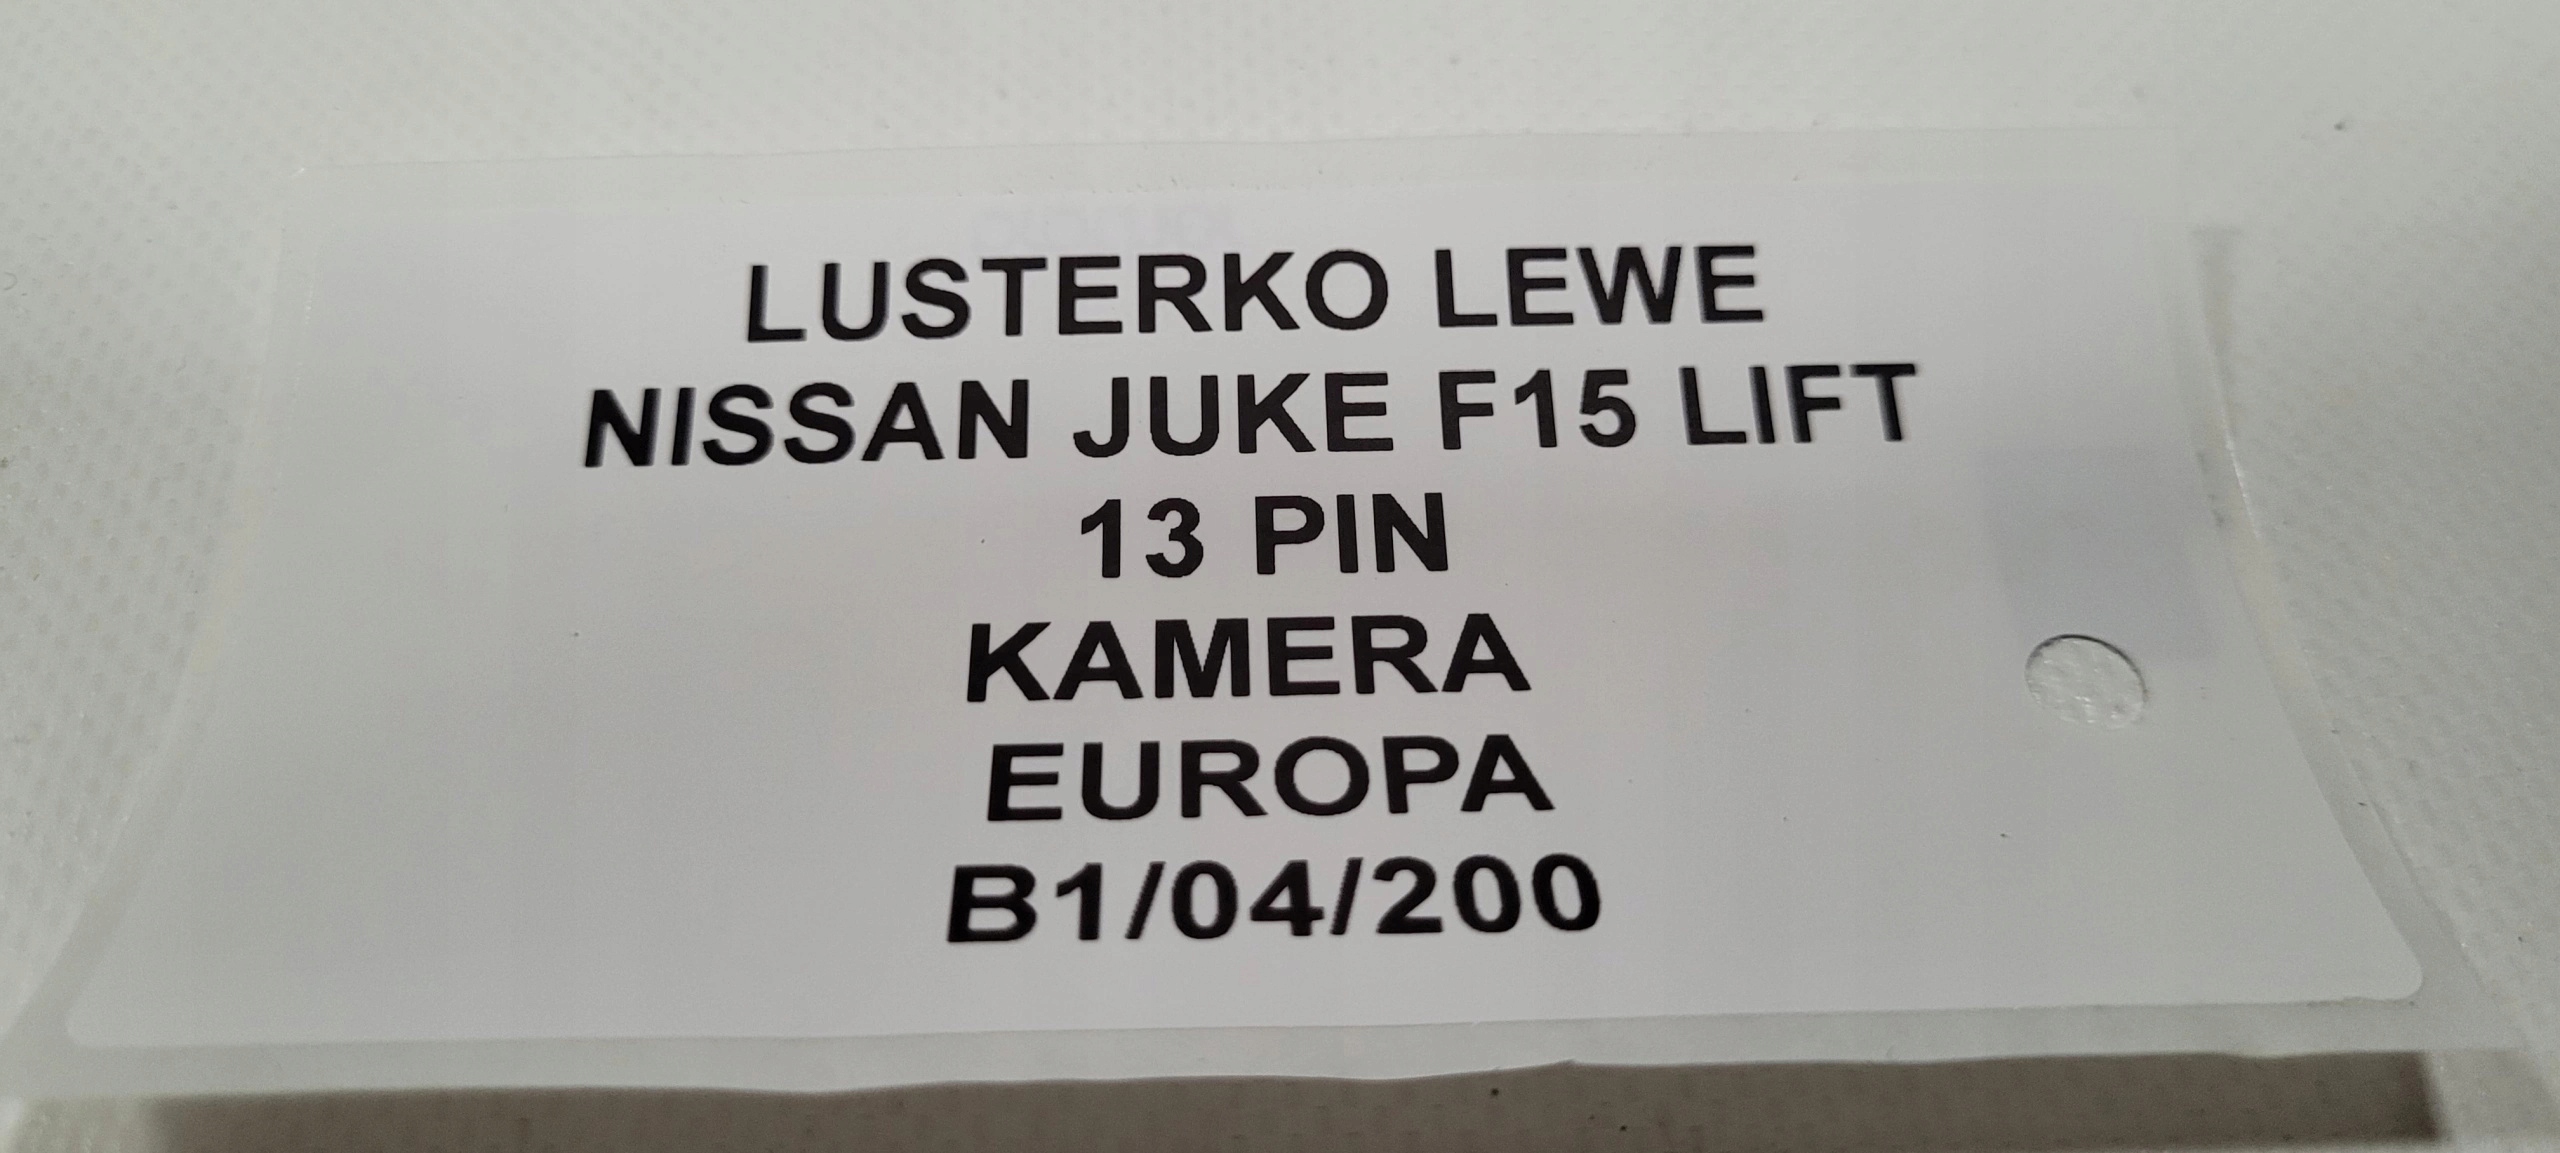 LUSTERKO LEWE
NISSAN JUKE F15 LIFT
13 PIN
KAMERA
EUROPA
B1/04/200